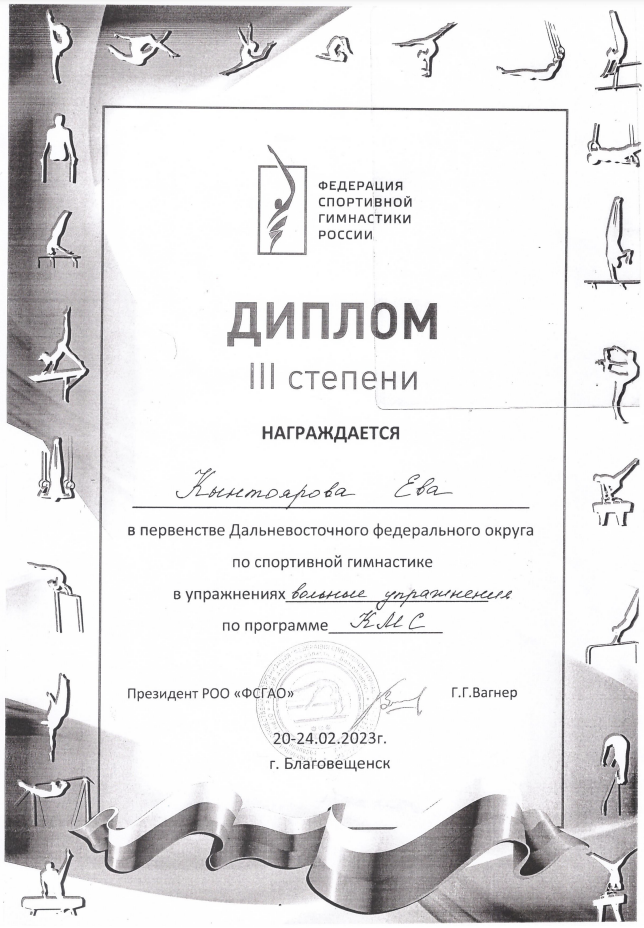 ФЕДЕРАЦИЯ
СПОРТИВНОЙ
ГИМНАСТИКИ
РОССИИ
ДИПЛОМ
III степени
НАГРАЖДАЕТСЯ
Кынтоярова Ева
в первенстве Дальневосточного федерального округа
по спортивной гимнастике
в упражнениях вольные упражнения
по программе КМС
Президент РОО «ФСГАО» Г.Г.Вагнер
20-24.02.2023г.
г. Благовещенск